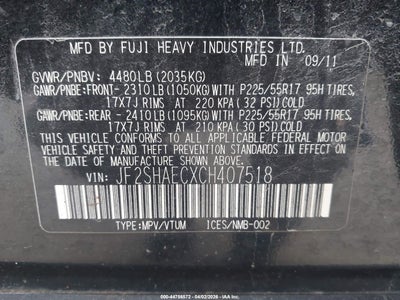 MFD BY FUJI HEAVY INDUSTRIES LTD.
IN 09/11
GVWR/PNBV: 4480LB (2035KG)
GAWR/PNBE:FRONT- 2310LB (1050KG) WITH P225/55R17 95H TIRES,
17X7J RIMS AT 220 KPA (32 PSI) COLD
GAWR/PNBE:REAR - 2410LB (1095KG) WITH P225/55R17 95H TIRES,
17X7J RIMS AT 210 KPA (30 PSI) COLD
THIS VEHICLE CONFORMS TO ALL APPLICABLE FEDERAL
MOTOR VEHICLE SAFETY, BUMPER, AND THEFT PREVENTION
STANDARDS IN EFFECT ON THE DATE OF MANUFACTURE
SHOWN ABOVE.
VIN: JF2SHAECXCH407518
TYPE:MPV/VTUM ICES/NMB-002
000-44758572 - 04/02/2026 -